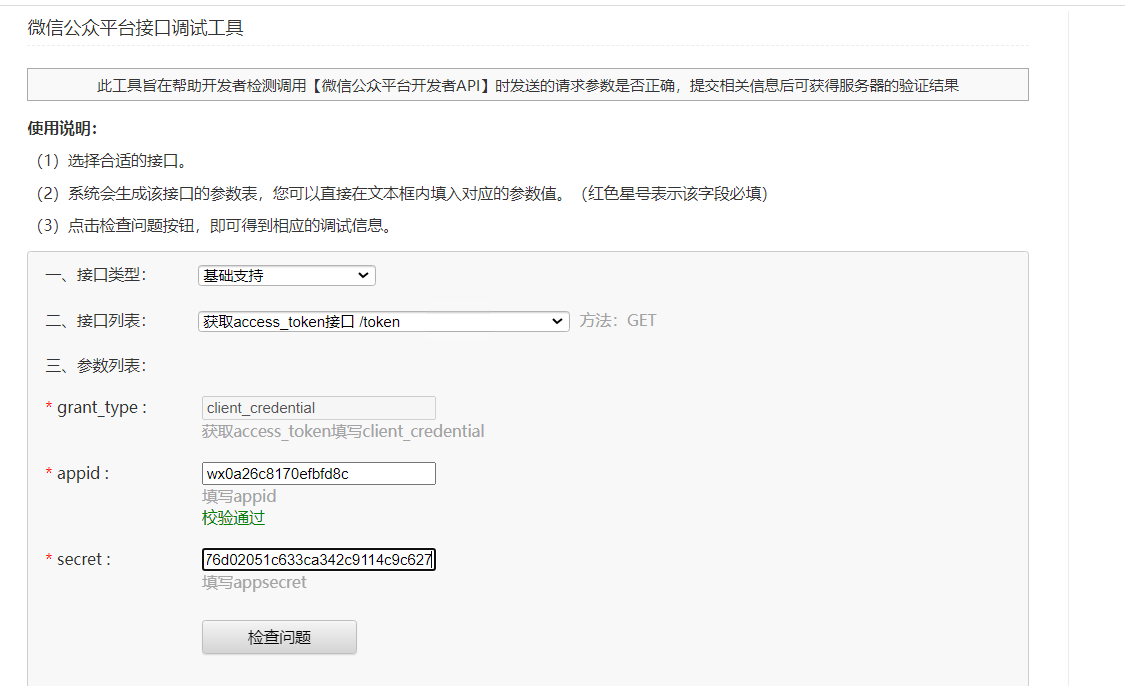 微信公众平台接口调试工具
此工具旨在帮助开发者检测调用【微信公众平台开发者API】时发送的请求参数是否正确，提交相关信息后可获得服务器的验证结果
使用说明：
（1）选择合适的接口。
（2）系统会生成该接口的参数表，您可以直接在文本框内填入对应的参数值。（红色星号表示该字段必填）
（3）点击检查问题按钮，即可得到相应的调试信息。
一、接口类型： 基础支持
二、接口列表： 获取access_token接口 /token 方法：GET
三、参数列表：
* grant_type : client_credential
获取access_token填写client_credential
* appid : wx0a26c8170efbfd8c
填写appid
校验通过
* secret : 76d02051c633ca342c9114c9c627
填写appsecret
检查问题